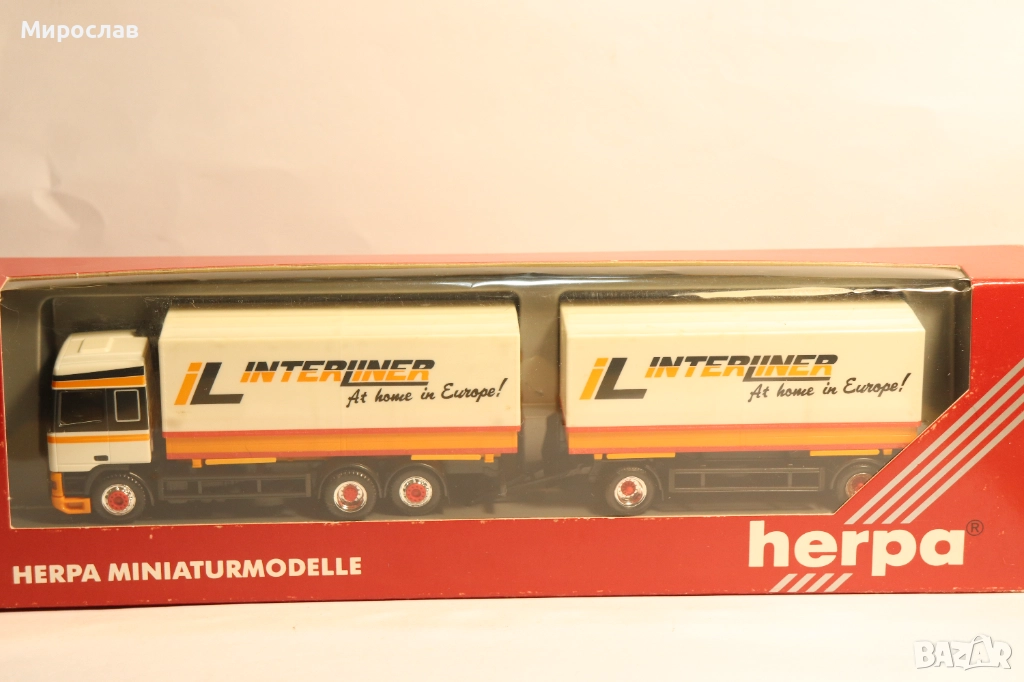 Мирослав
iL INTERLINER
At home in Europe!
iL INTERLINER
At home in Europe!
herpa®
HERPA MINIATURMODELLE
BAZAR